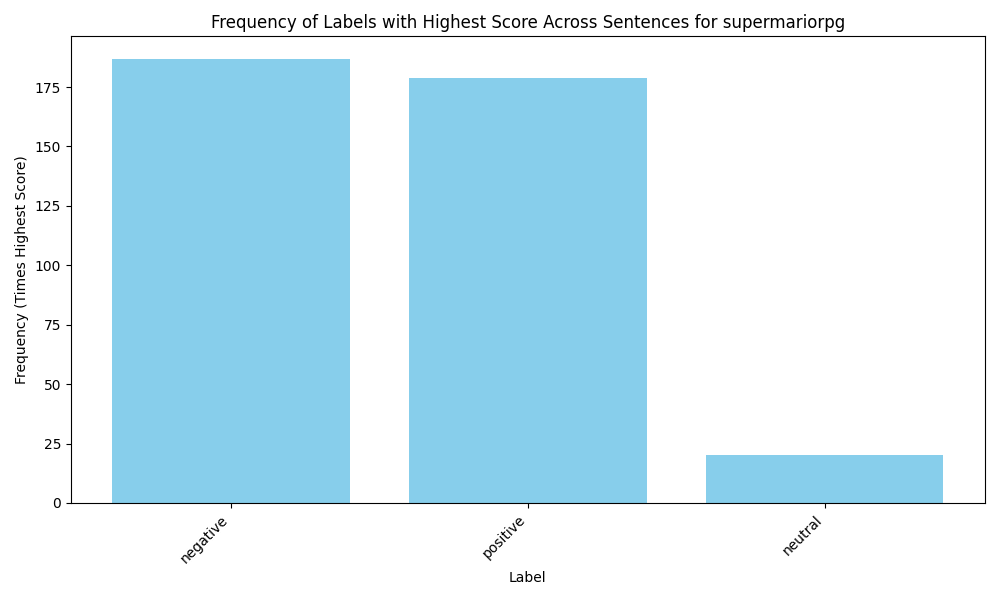 Frequency of Labels with Highest Score Across Sentences for supermariorpg
Frequency (Times Highest Score)
175
150
125
100
75
50
25
0
negative
positive
neutral
Label